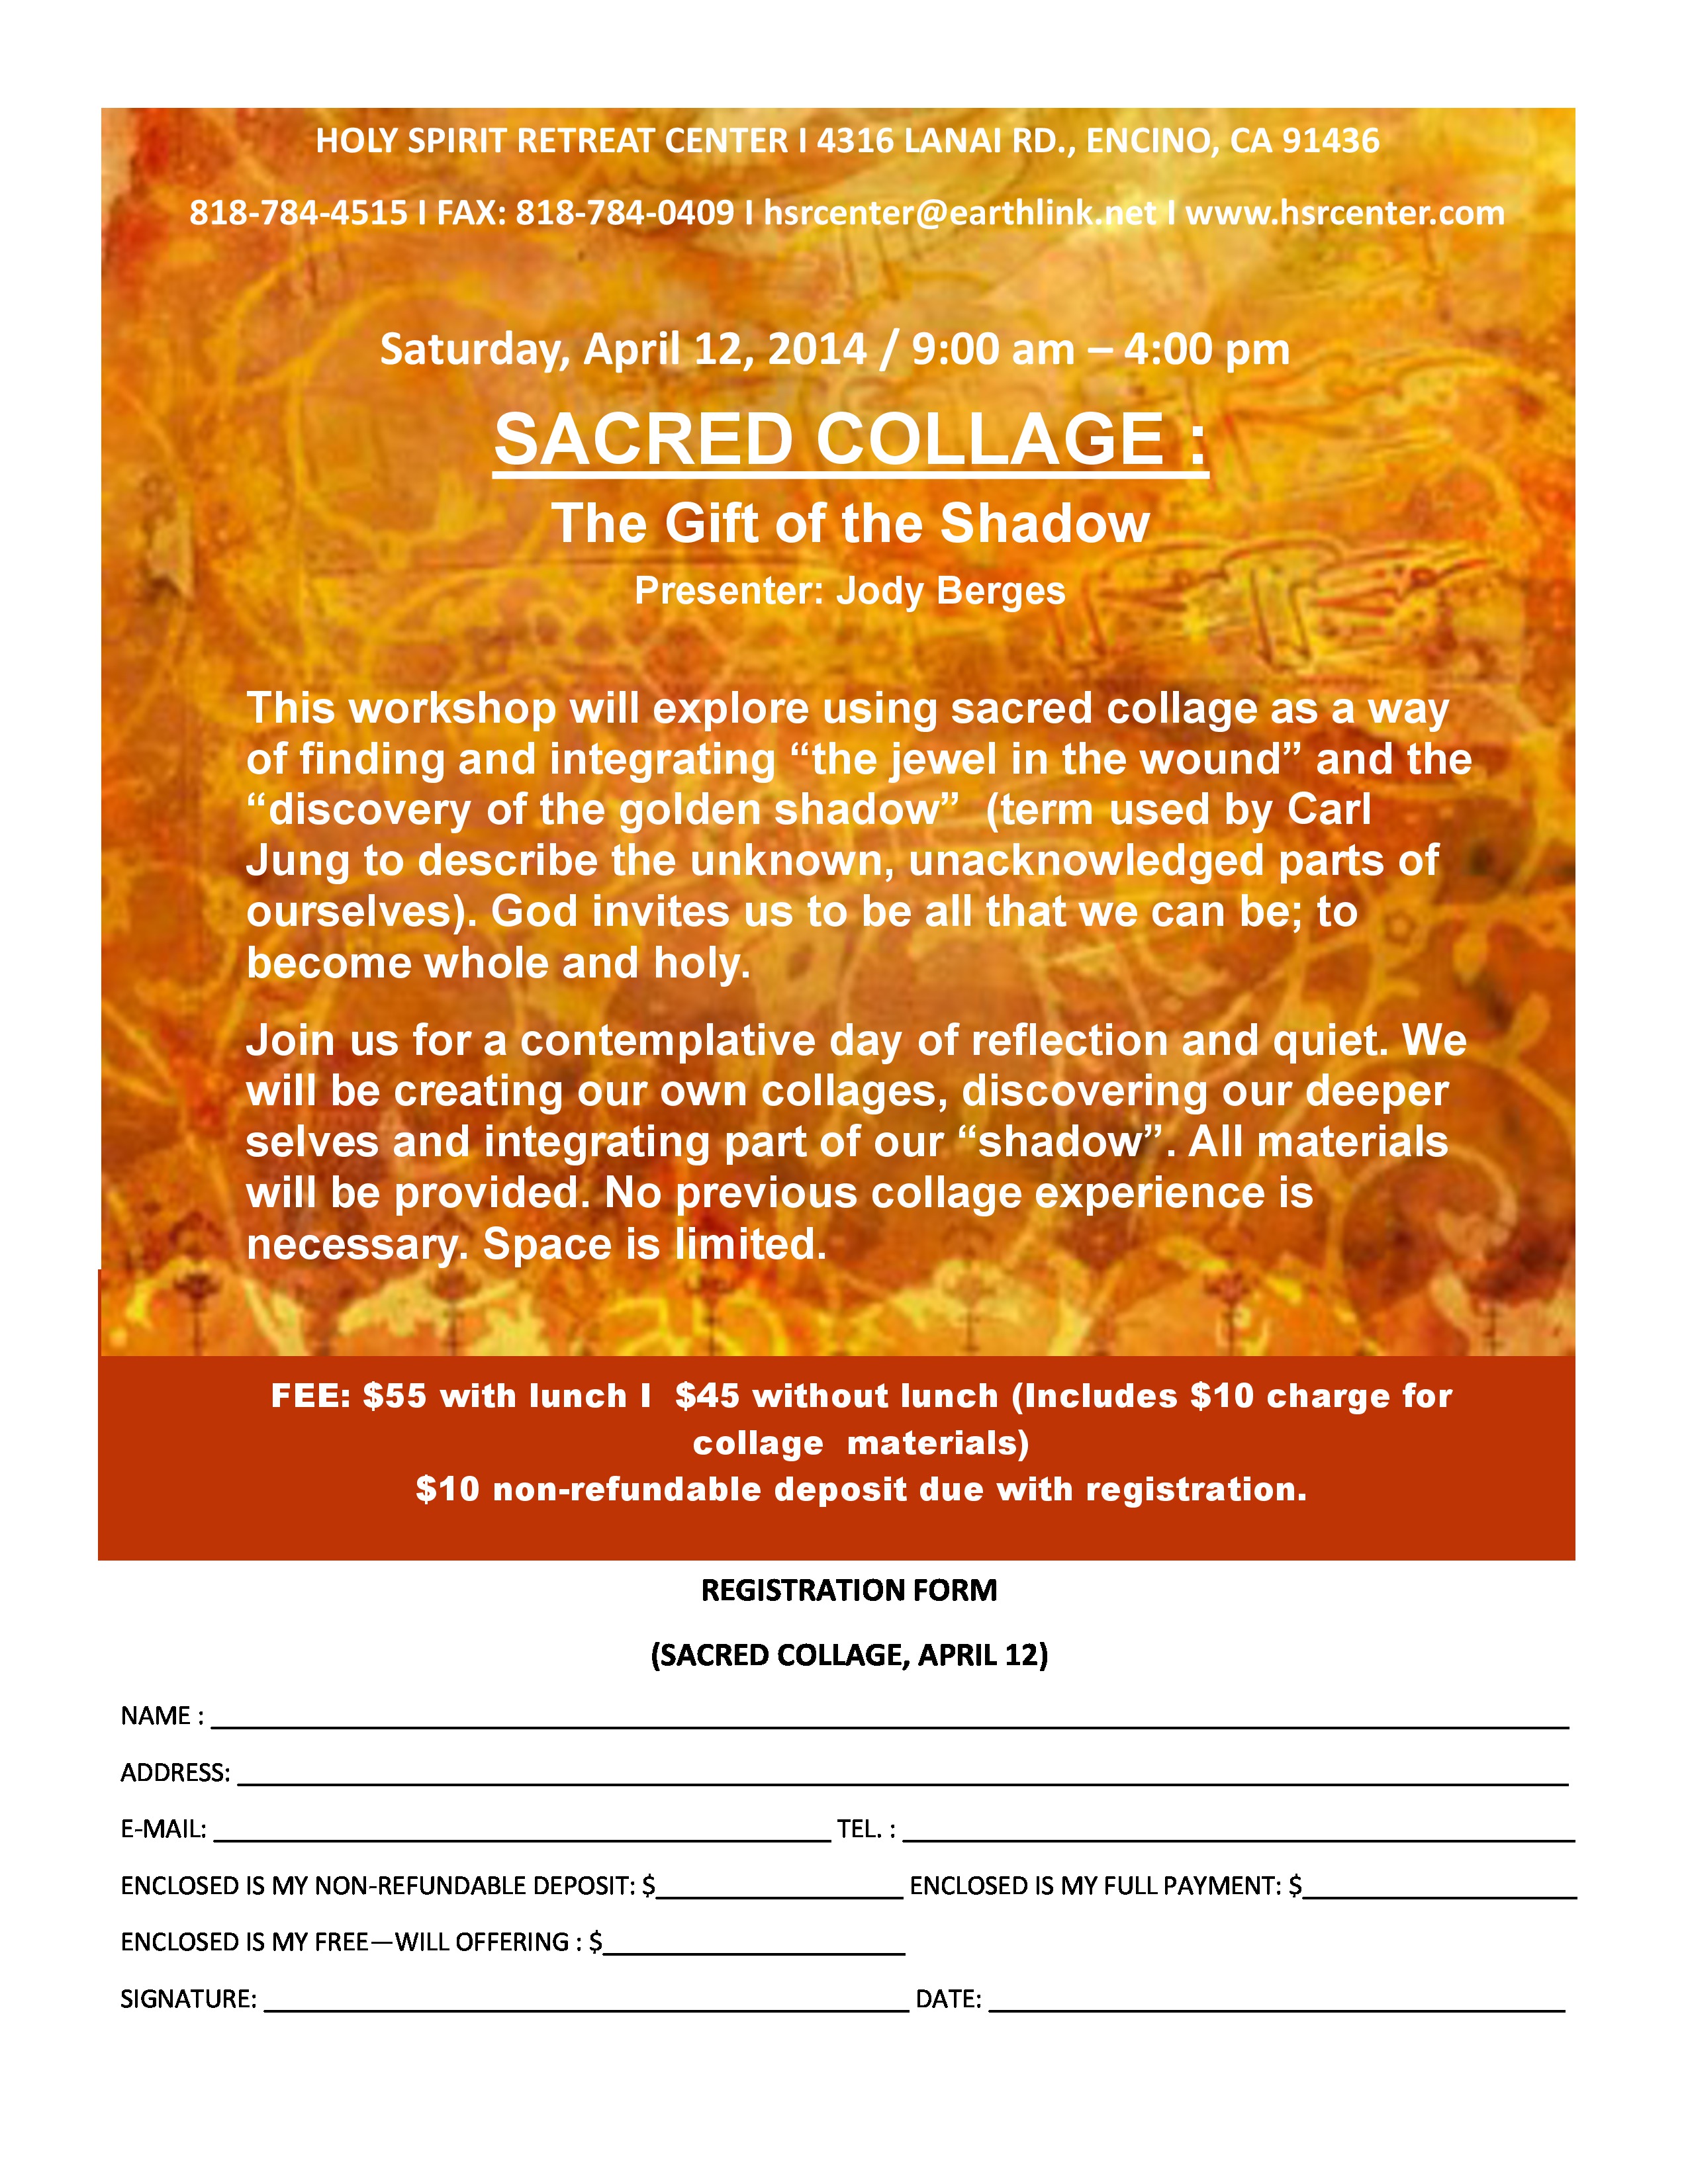 HOLY SPIRIT RETREAT CENTER I 4316 LANAI RD., ENCINO, CA 91436
818-784-4515 I FAX: 818-784-0409 I hsrcenter@earthlink.net I www.hsrcenter.com
Saturday, April 12, 2014 / 9:00 am – 4:00 pm
SACRED COLLAGE :
The Gift of the Shadow
Presenter: Jody Berges
This workshop will explore using sacred collage as a way
of finding and integrating “the jewel in the wound” and the
“discovery of the golden shadow” (term used by Carl
Jung to describe the unknown, unacknowledged parts of
ourselves). God invites us to be all that we can be; to
become whole and holy.
Join us for a contemplative day of reflection and quiet. We
will be creating our own collages, discovering our deeper
selves and integrating part of our “shadow”. All materials
will be provided. No previous collage experience is
necessary. Space is limited.
FEE: $55 with lunch I $45 without lunch (Includes $10 charge for
collage materials)
$10 non-refundable deposit due with registration.
REGISTRATION FORM
(SACRED COLLAGE, APRIL 12)
NAME :
ADDRESS:
E-MAIL: TEL. :
ENCLOSED IS MY NON-REFUNDABLE DEPOSIT: $ ENCLOSED IS MY FULL PAYMENT: $
ENCLOSED IS MY FREE—WILL OFFERING : $
SIGNATURE: DATE: